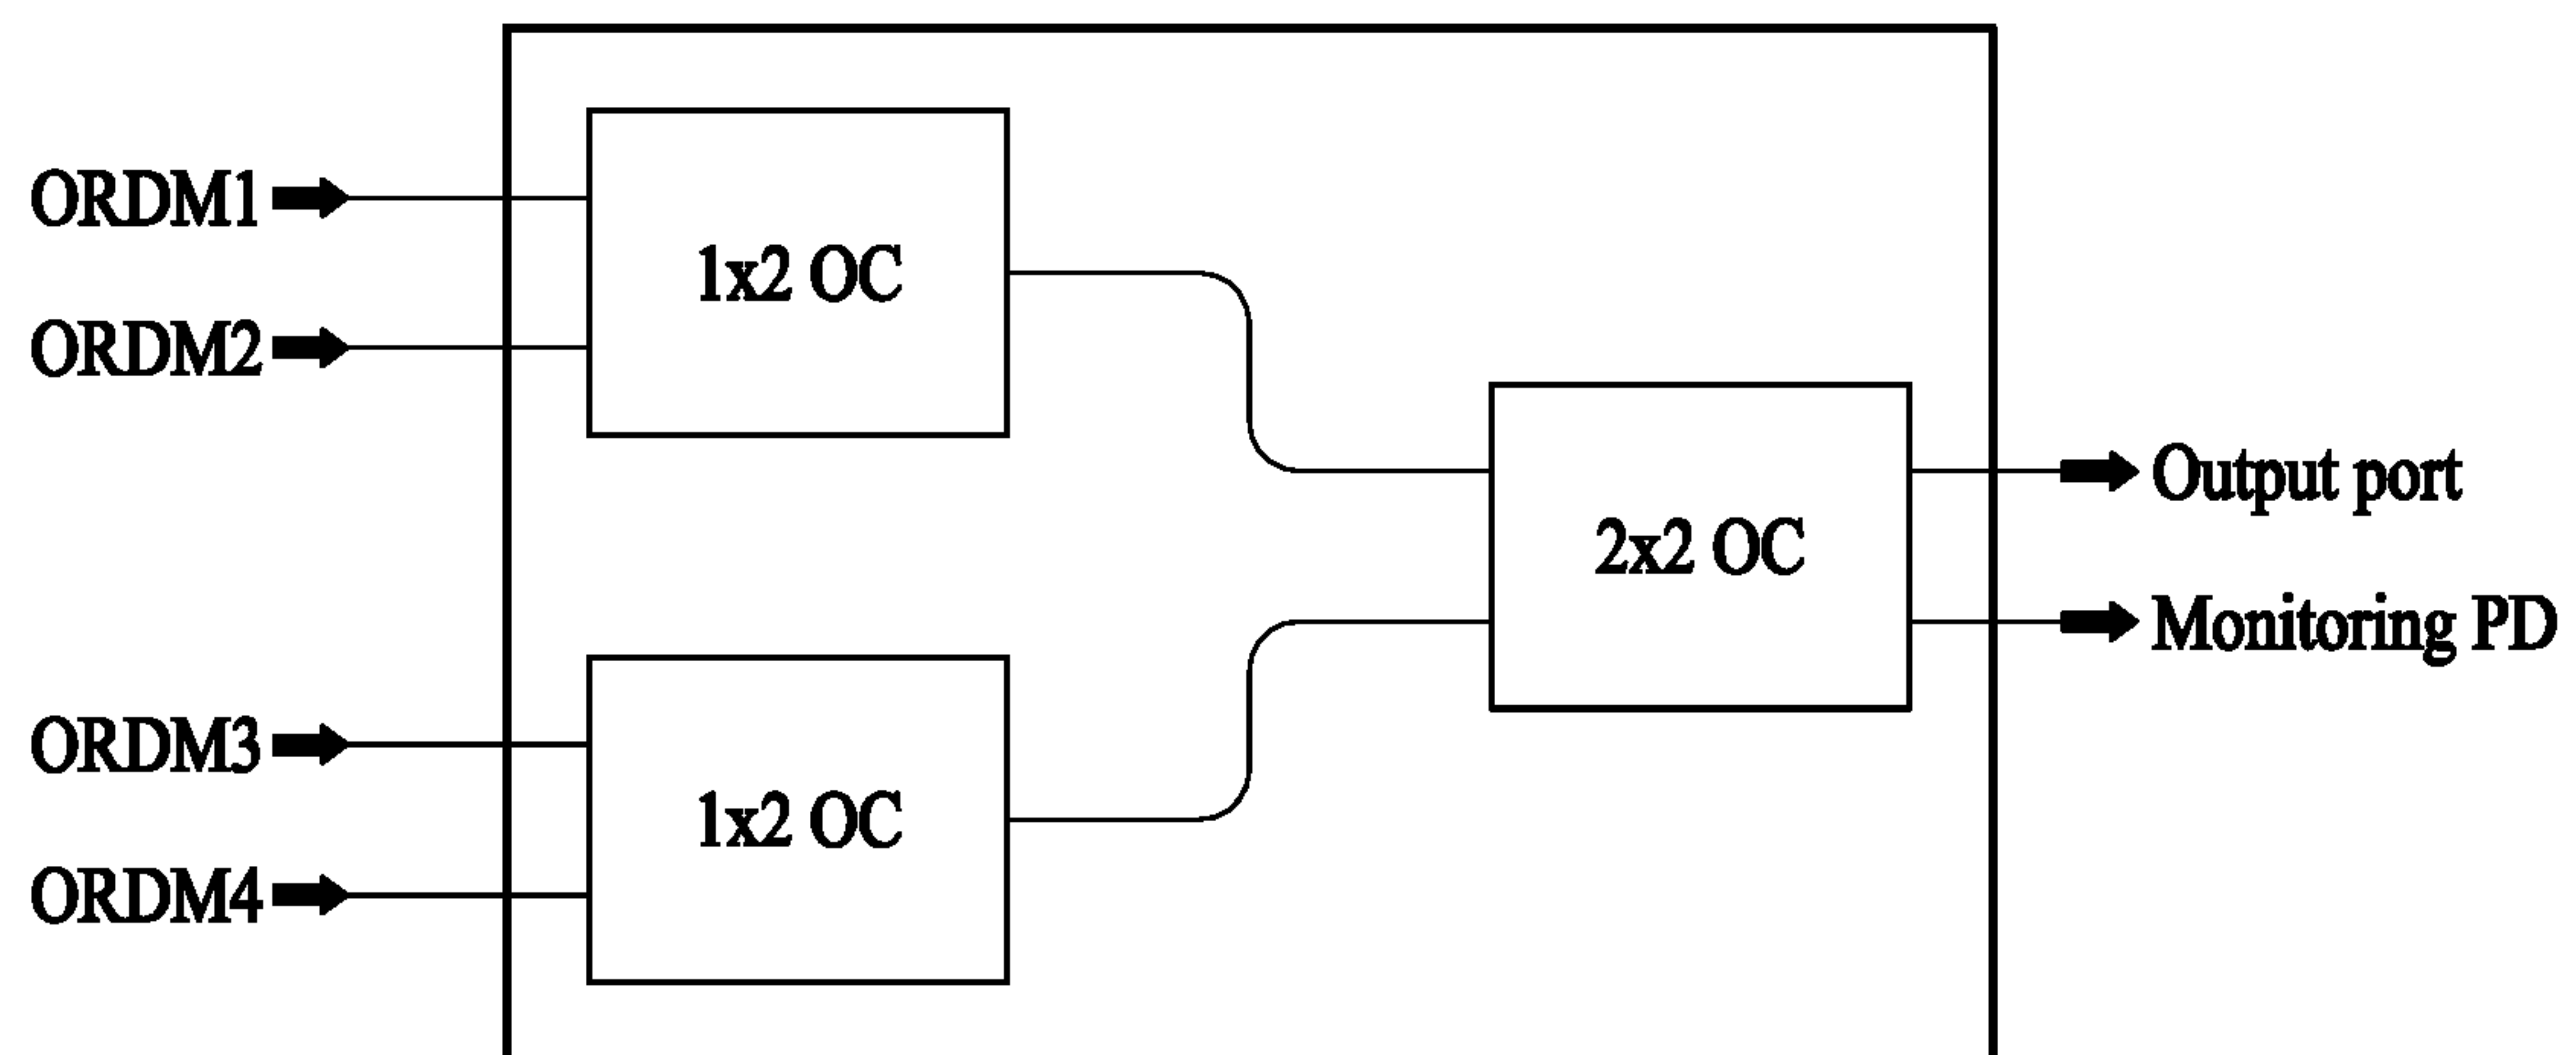 ORDM1
ORDM2
1x2 OC
2x2 OC
Output port
Monitoring PD
ORDM3
ORDM4
1x2 OC